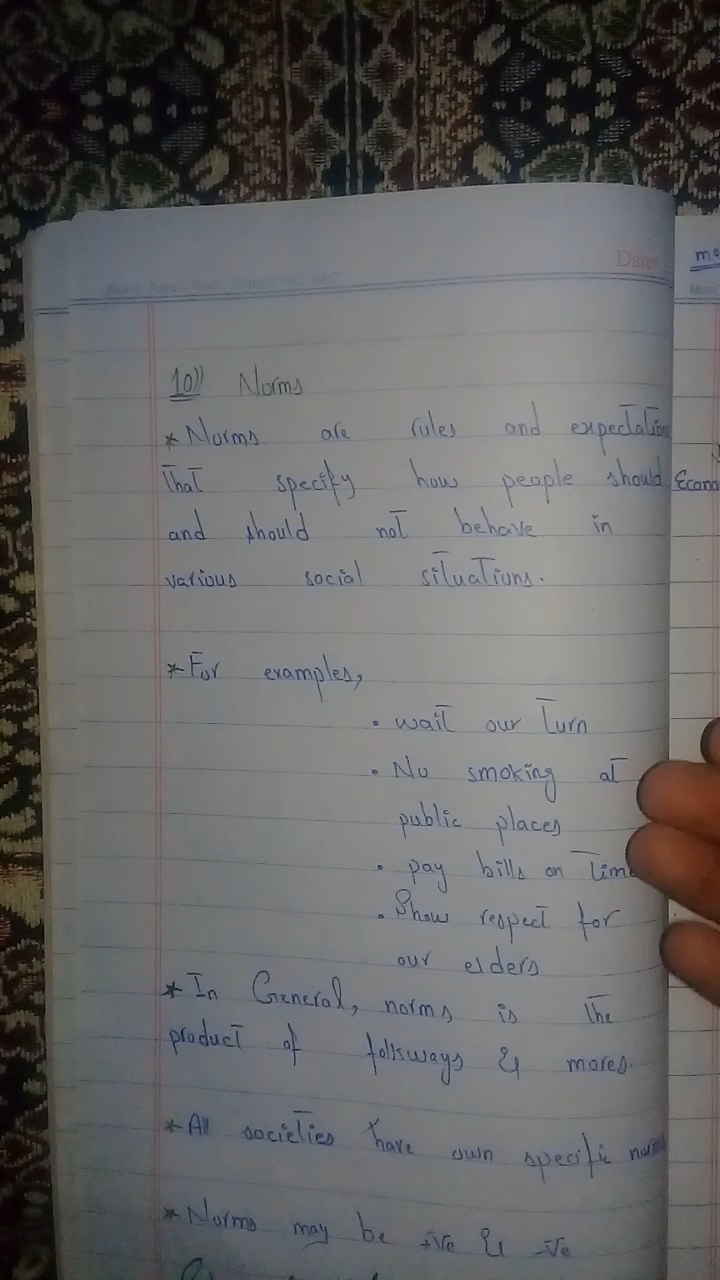 Date:
10)) Norms
* Norms are rules and expectation
That specify how people should
and should not behave in
various social situations.
* For examples,
• wait our Turn
• No smoking at
public places
• pay bills on Time
• Show respect for
our elders
* In General, norms is the
product of folkways & mores.
* All societies have own specific norms
* Norms may be +ve & -ve